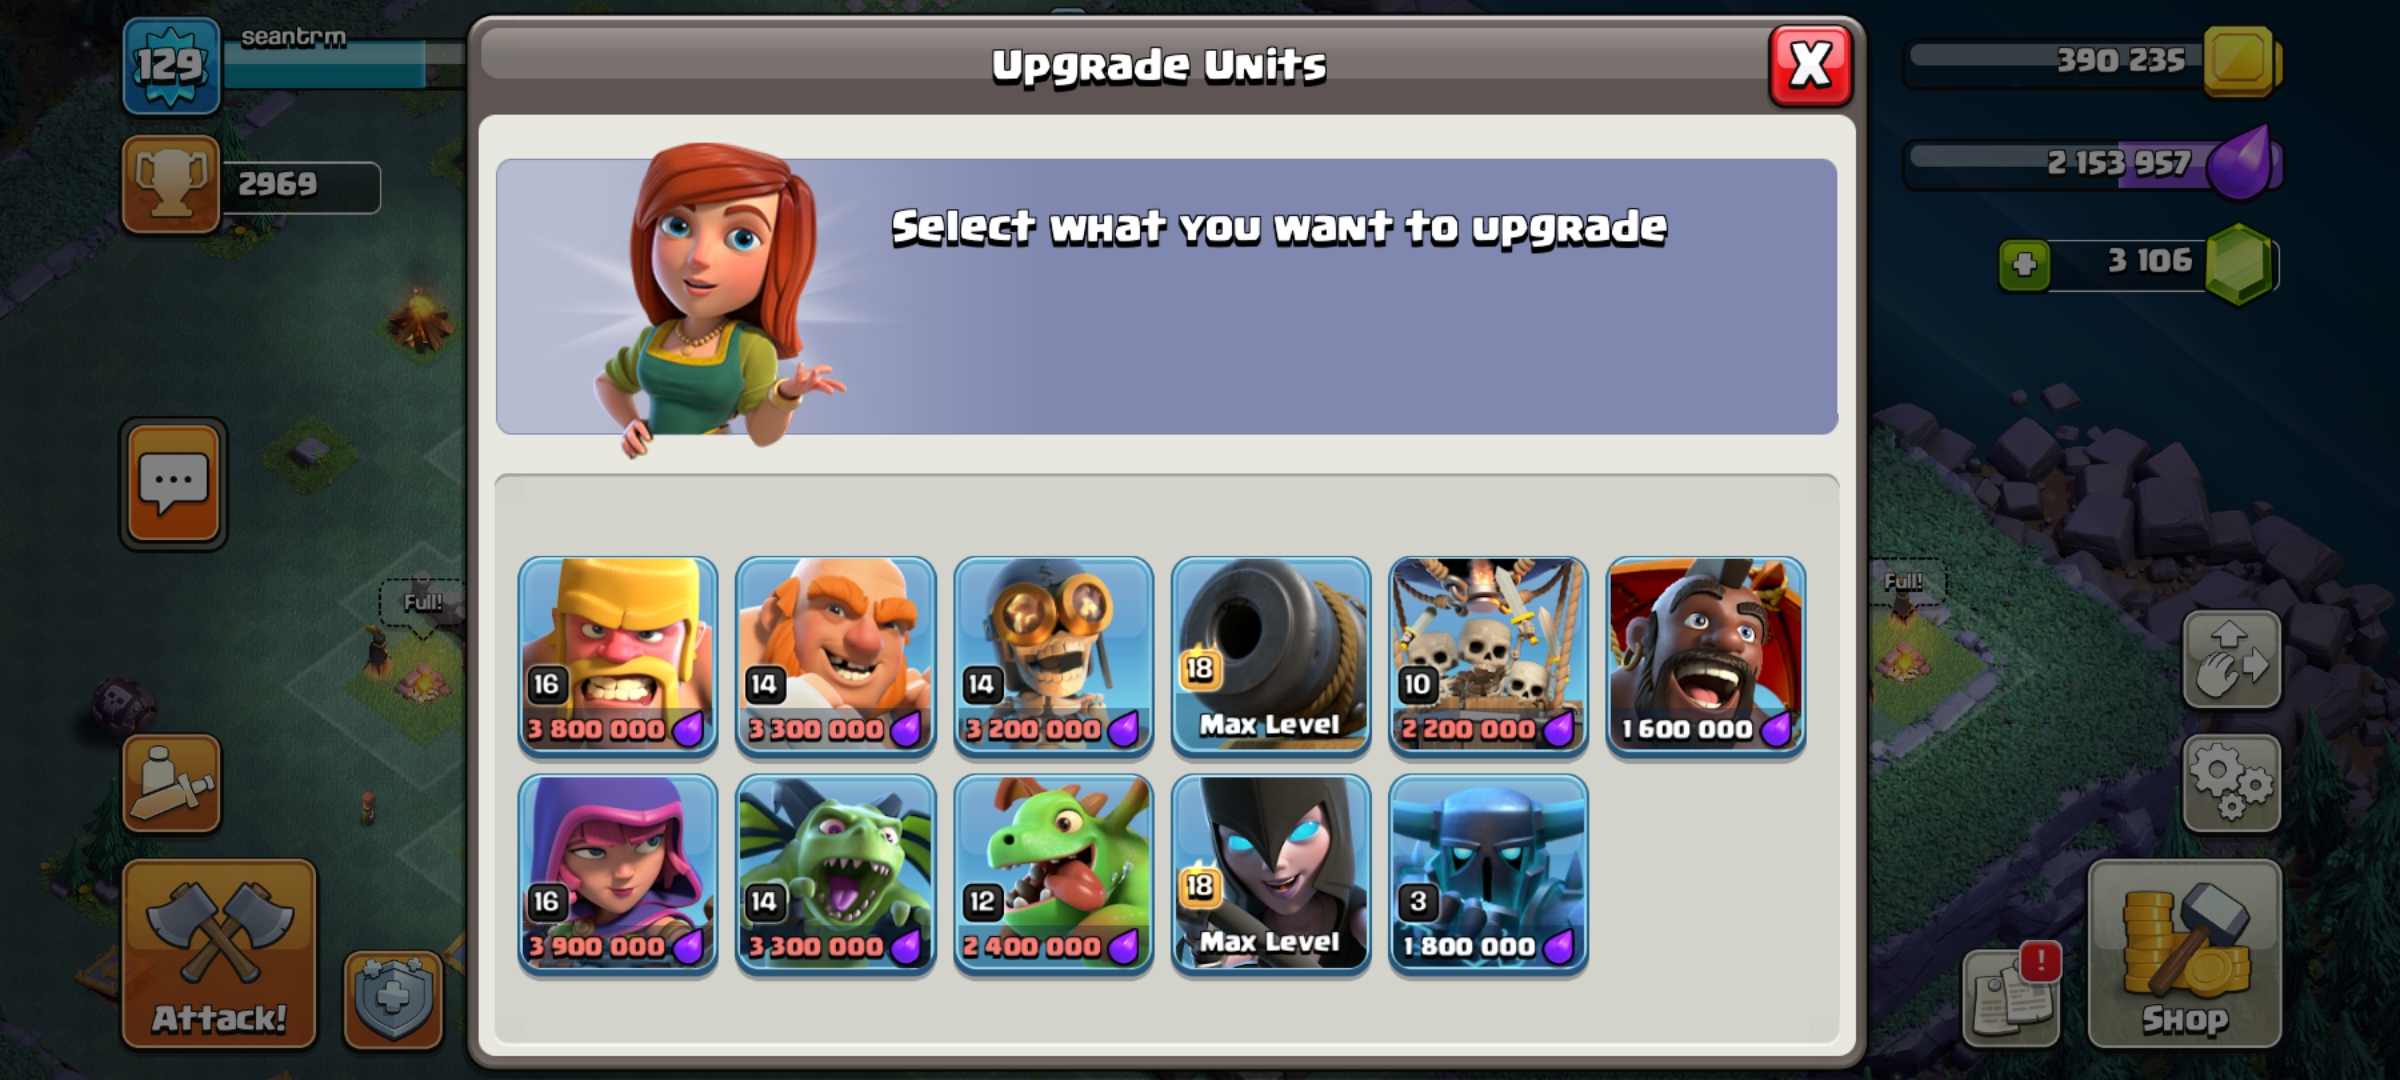 129
seantrm
2969
Upgrade Units
X
390 235
2 153 957
3 106
Select what you want to upgrade
Full!
Full!
16
3 800 000
14
3 300 000
14
3 200 000
18
Max Level
10
2 200 000
1 600 000
16
3 900 000
14
3 300 000
12
2 400 000
18
Max Level
3
1 800 000
Attack!
!
Shop